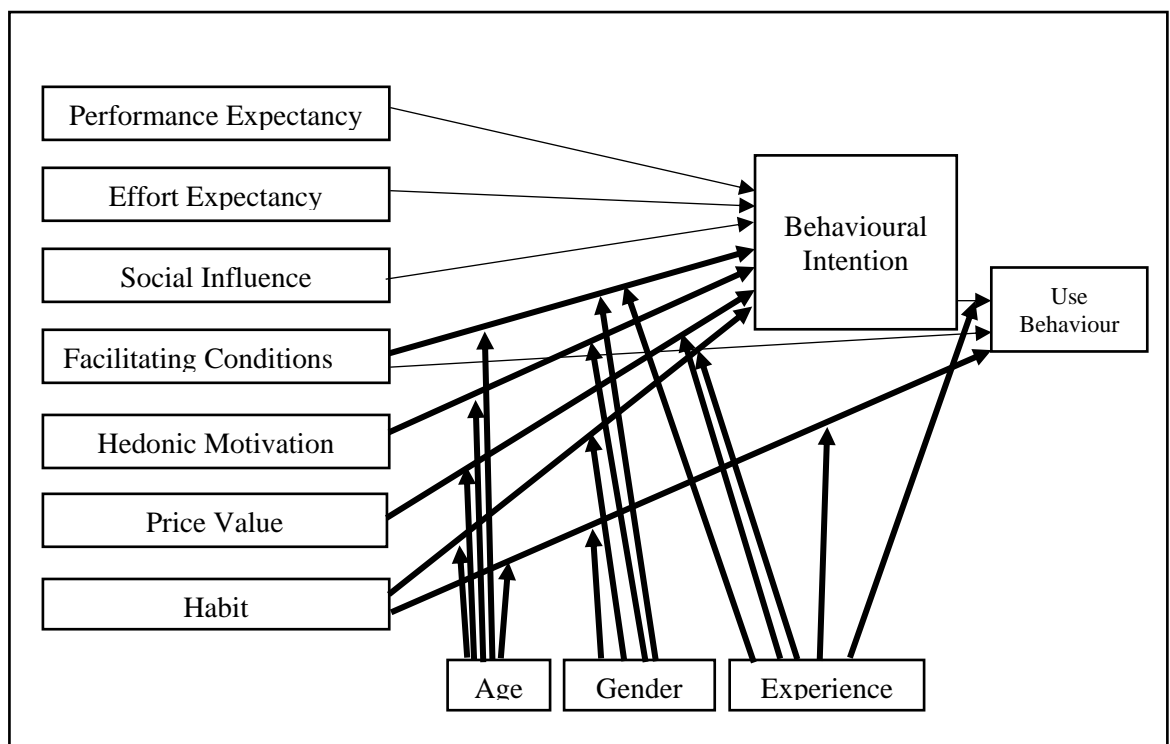 Performance Expectancy
Effort Expectancy
Social Influence
Facilitating Conditions
Hedonic Motivation
Price Value
Habit
Behavioural
Intention
Use
Behaviour
Age
Gender
Experience